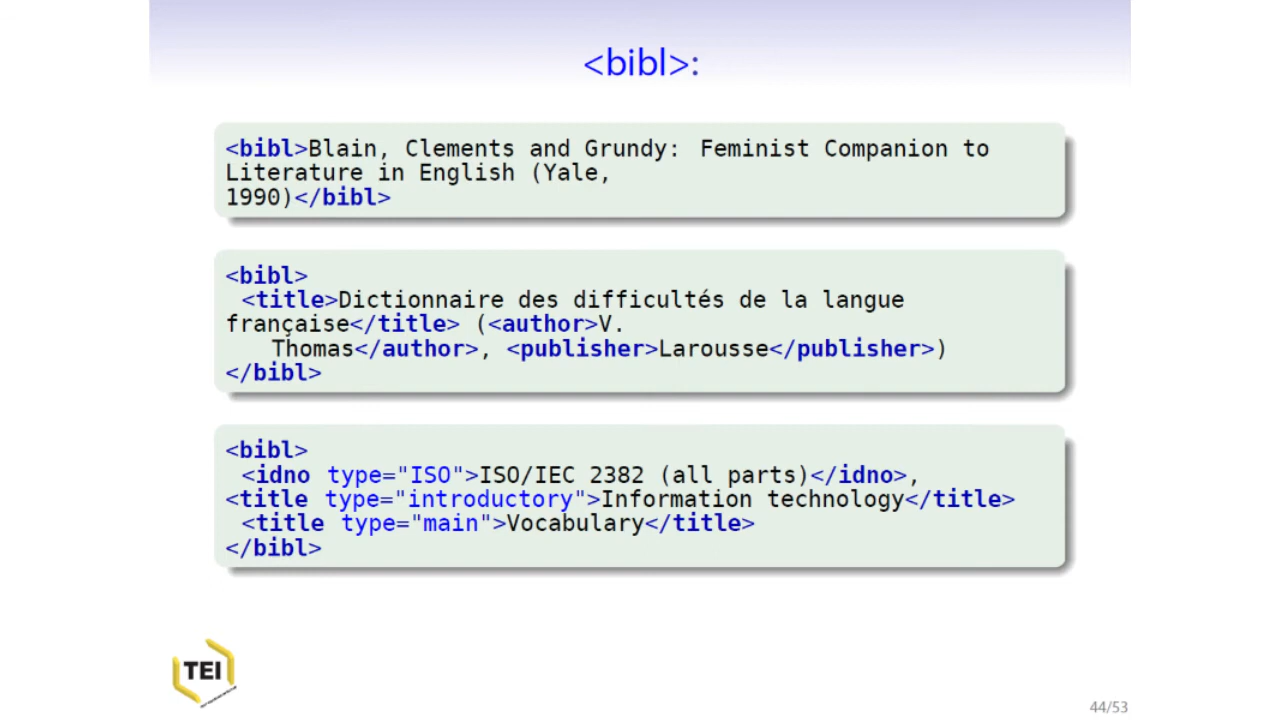 <bibl>:
<bibl>Blain, Clements and Grundy: Feminist Companion to
Literature in English (Yale,
1990)</bibl>
<bibl>
<title>Dictionnaire des difficultés de la langue
française</title> (<author>V.
Thomas</author>, <publisher>Larousse</publisher>)
</bibl>
<bibl>
<idno type="ISO">ISO/IEC 2382 (all parts)</idno>,
<title type="introductory">Information technology</title>
<title type="main">Vocabulary</title>
</bibl>
TEI
44/53